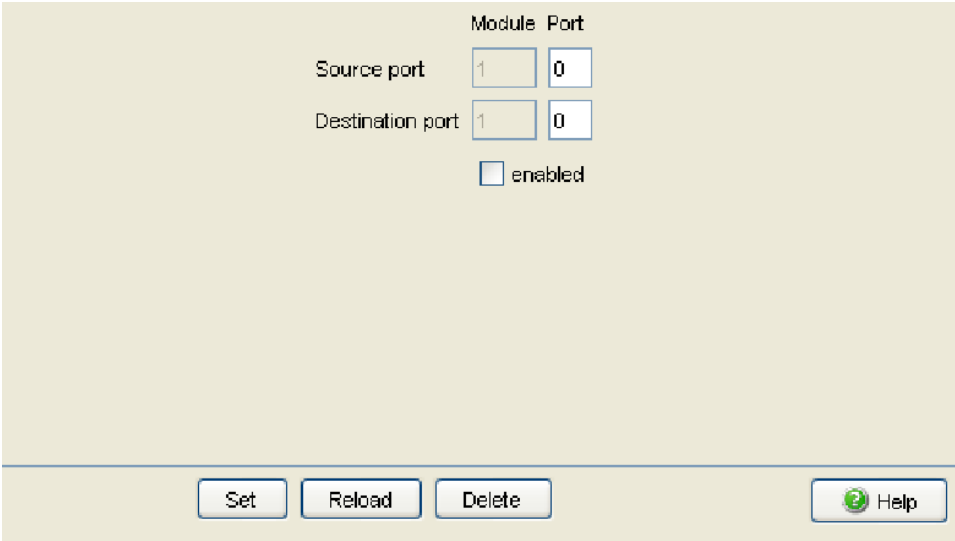 Module Port
Source port 1 0
Destination port 1 0
enabled
Set Reload Delete Help